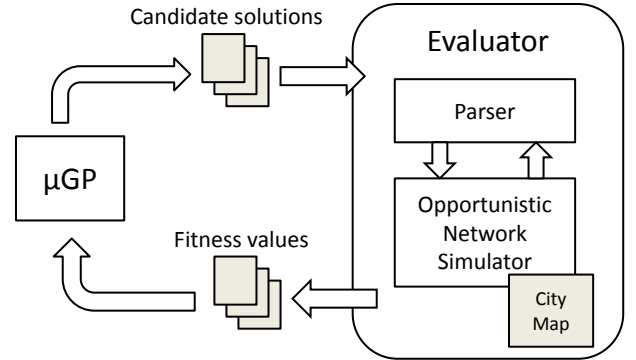 Candidate solutions
Evaluator
Parser
µGP
Opportunistic
Network
Simulator
Fitness values
City
Map